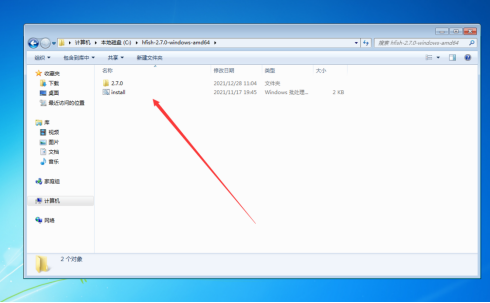 计算机 ▸ 本地磁盘 (C:) ▸ hfish-2.7.0-windows-amd64 ▸
搜索 hfish-2.7.0-windows-amd64
组织 包含到库中 共享 新建文件夹
名称 修改日期 类型 大小
2.7.0 2021/12/28 11:04 文件夹
install 2021/11/17 19:45 Windows 批处理... 2 KB
收藏夹
下载
桌面
最近访问的位置
库
视频
图片
文档
音乐
家庭组
计算机
网络
2 个对象